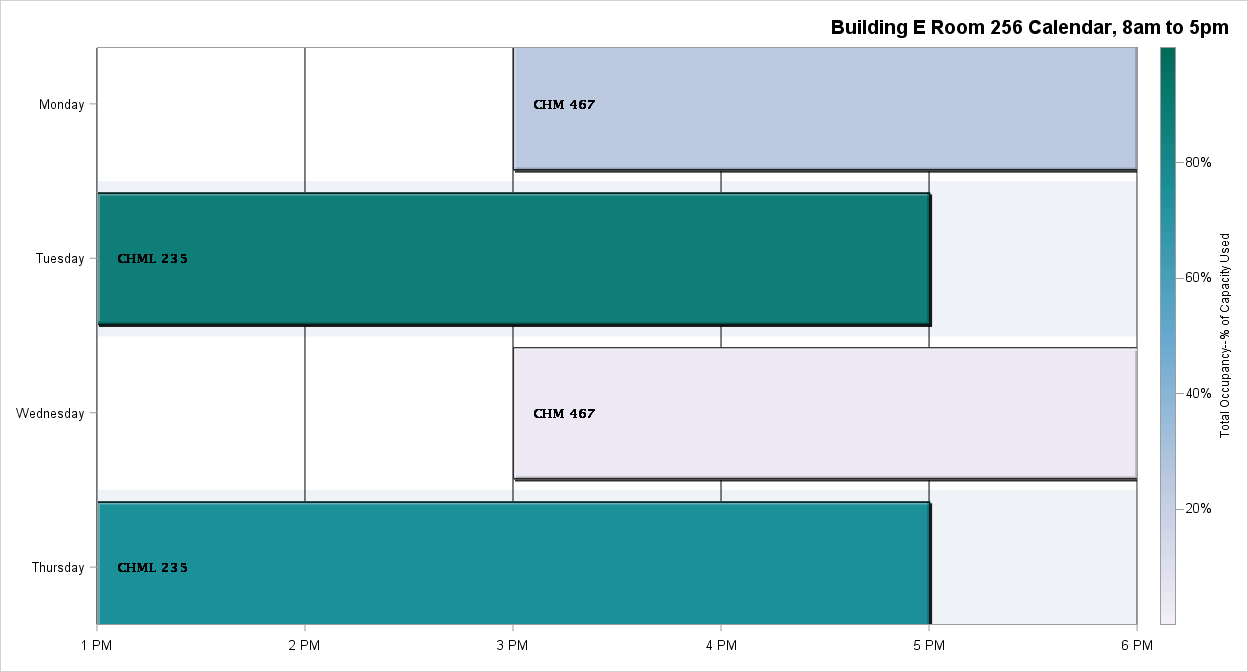 Building E Room 256 Calendar, 8am to 5pm
Monday
CHM 467
Tuesday
CHML 235
Wednesday
CHM 467
Thursday
CHML 235
1 PM
2 PM
3 PM
4 PM
5 PM
6 PM
80%
60%
40%
20%
Total Occupancy--% of Capacity Used